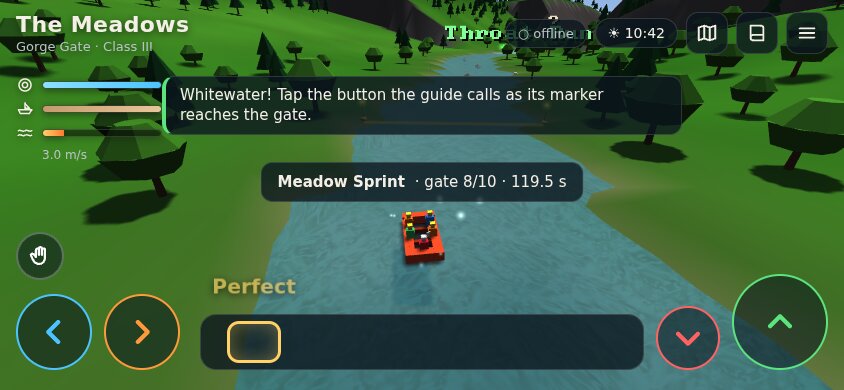 The Meadows
Gorge Gate · Class III
offline
10:42
Whitewater! Tap the button the guide calls as its marker
reaches the gate.
3.0 m/s
Meadow Sprint · gate 8/10 · 119.5 s
Perfect